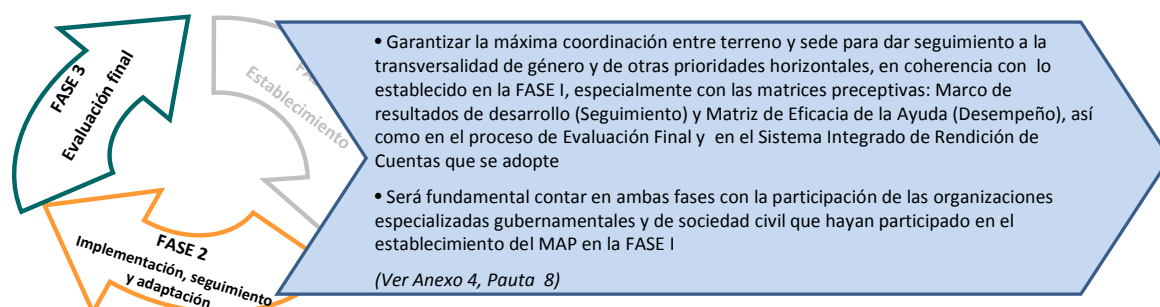 FASE 3
Evaluación final
Establecimiento
FASE 2
Implementación, seguimiento
y adaptación
• Garantizar la máxima coordinación entre terreno y sede para dar seguimiento a la
transversalidad de género y de otras prioridades horizontales, en coherencia con lo
establecido en la FASE I, especialmente con las matrices preceptivas: Marco de
resultados de desarrollo (Seguimiento) y Matriz de Eficacia de la Ayuda (Desempeño), así
como en el proceso de Evaluación Final y en el Sistema Integrado de Rendición de
Cuentas que se adopte
• Será fundamental contar en ambas fases con la participación de las organizaciones
especializadas gubernamentales y de sociedad civil que hayan participado en el
establecimiento del MAP en la FASE I
(Ver Anexo 4, Pauta 8)